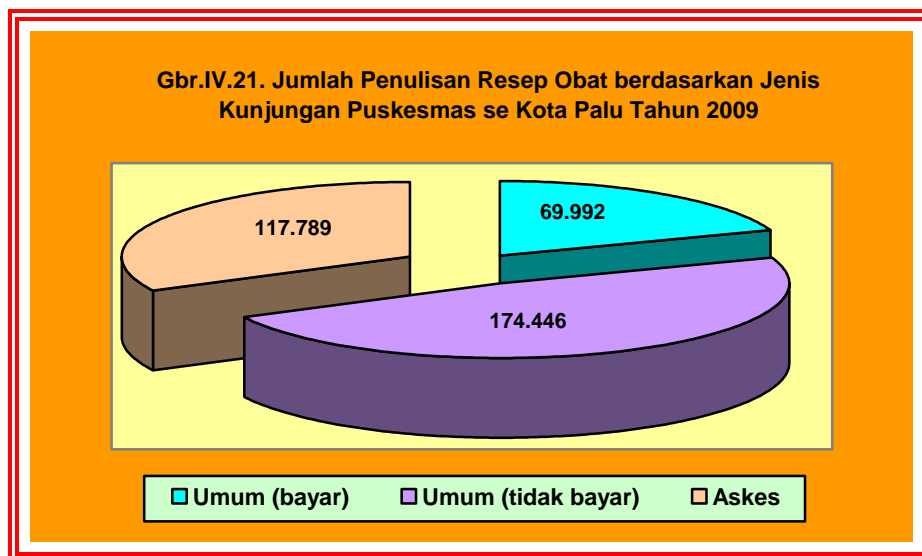 Gbr.IV.21. Jumlah Penulisan Resep Obat berdasarkan Jenis
Kunjungan Puskesmas se Kota Palu Tahun 2009
69.992
117.789
174.446
Umum (bayar) Umum (tidak bayar) Askes